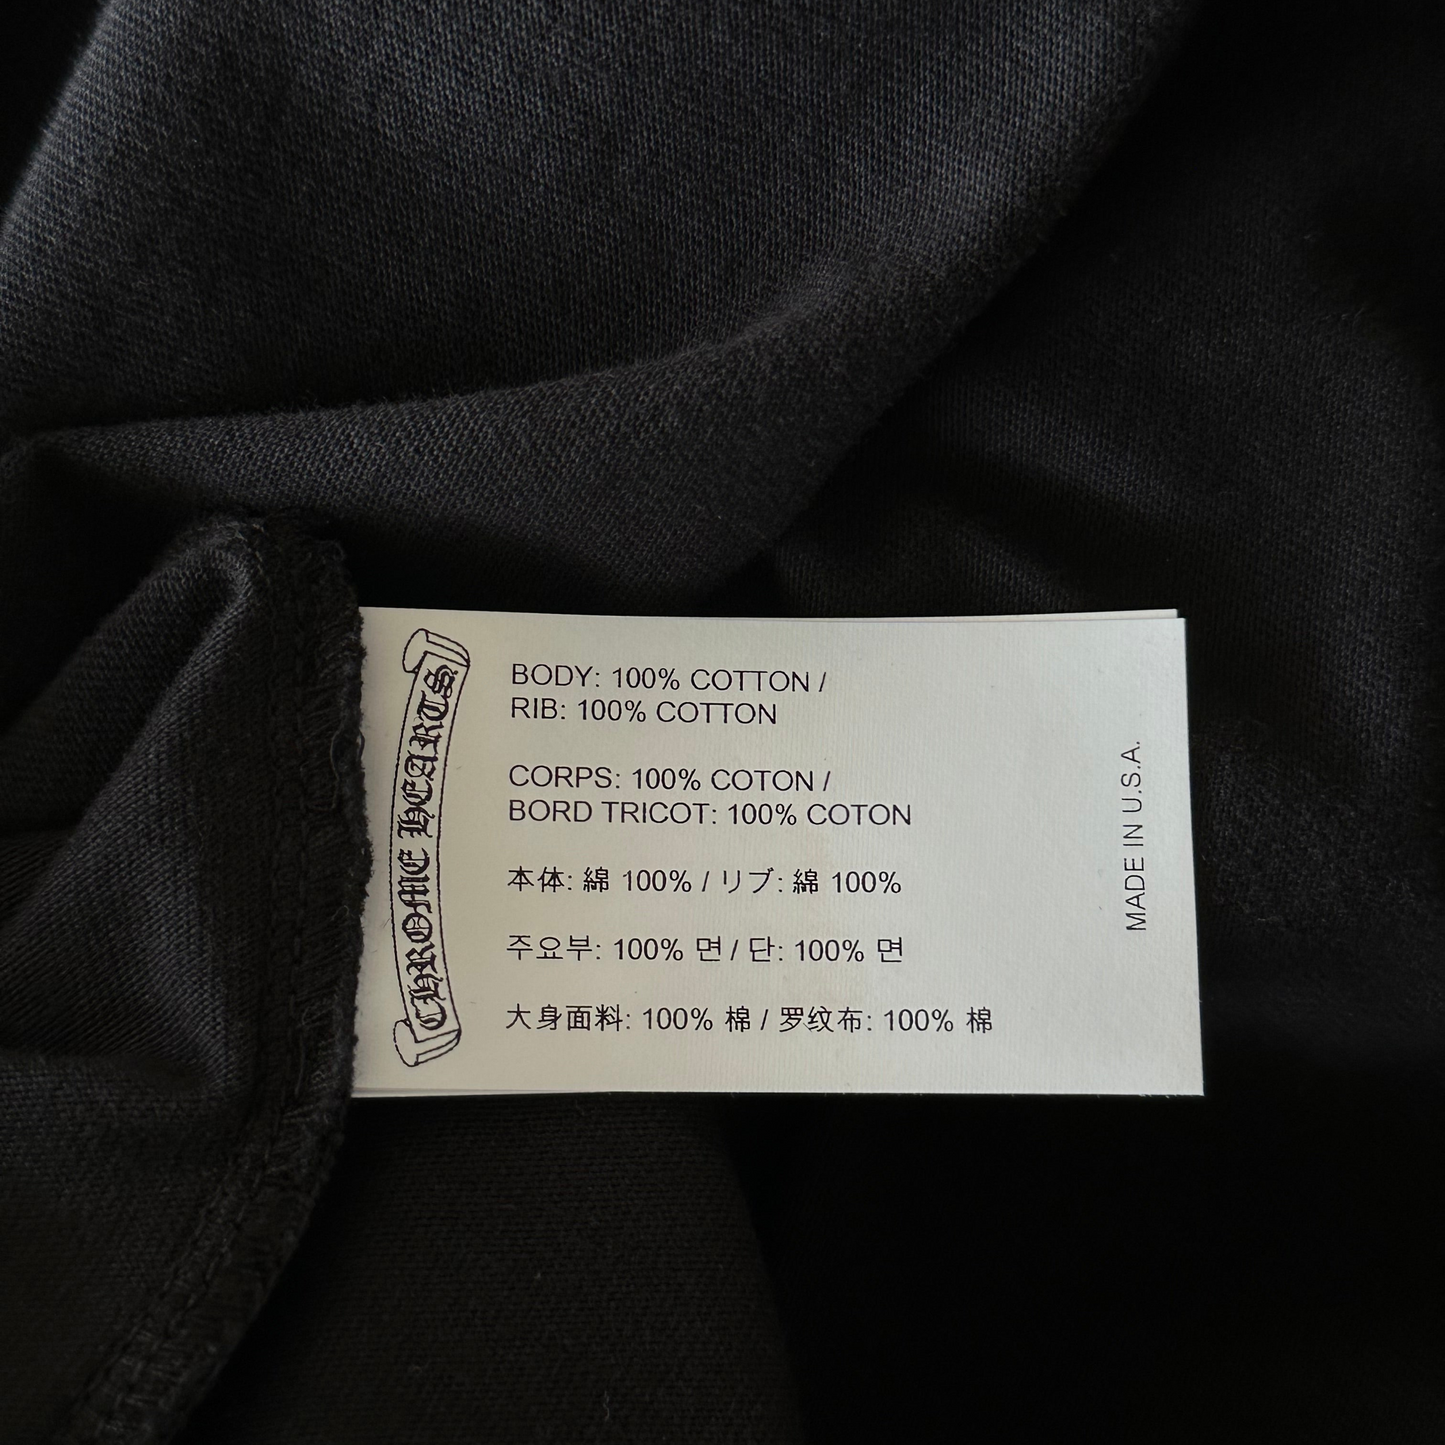 CHROME HEARTS
BODY: 100% COTTON /
RIB: 100% COTTON
CORPS: 100% COTON /
BORD TRICOT: 100% COTON
本体: 綿 100% / リブ: 綿 100%
주요부: 100% 면 / 단: 100% 면
大身面料: 100% 棉 / 罗纹布: 100% 棉
MADE IN U.S.A.